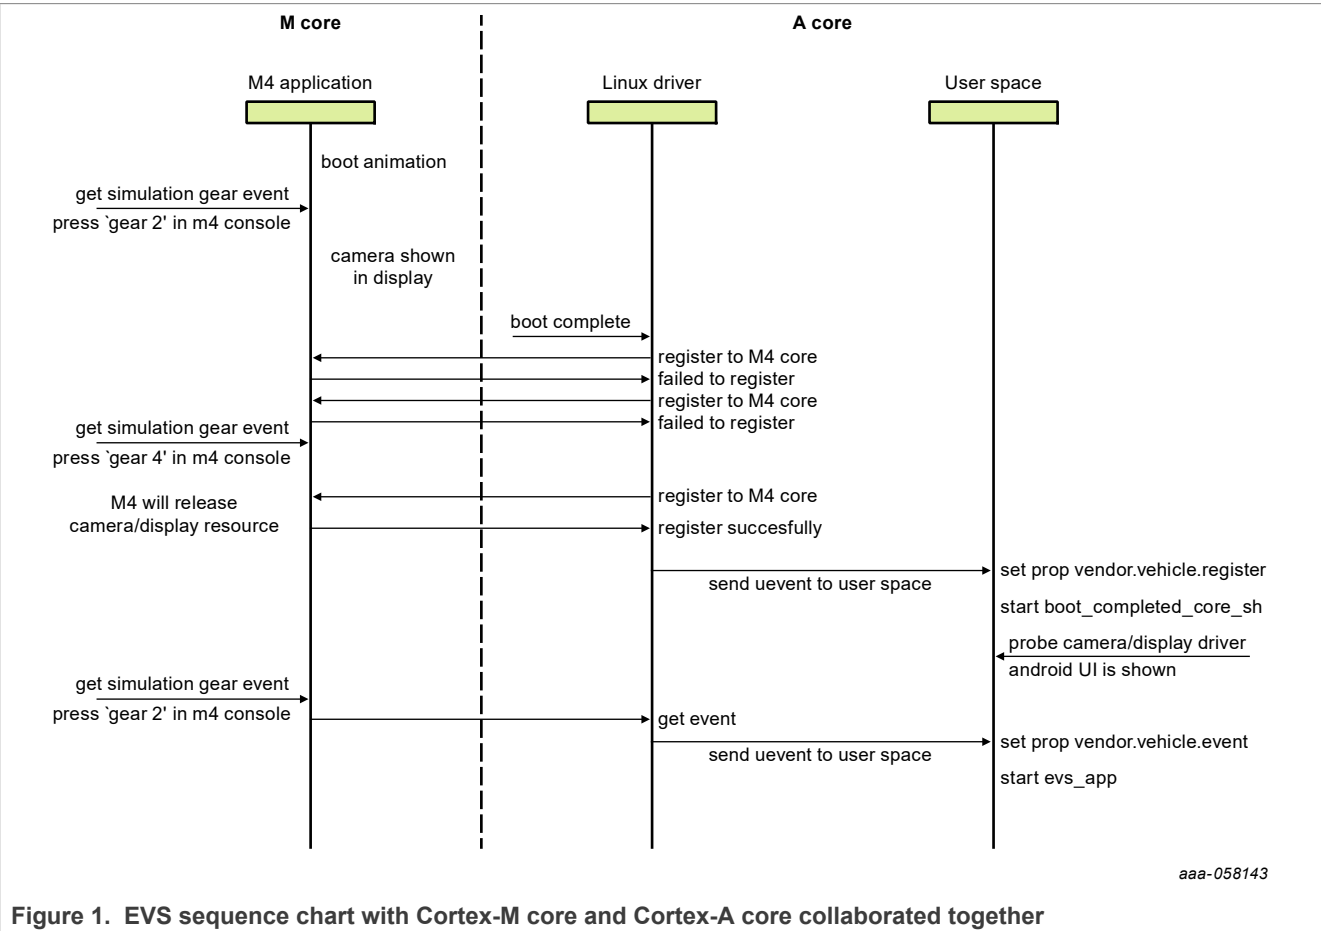 M core
A core
M4 application
Linux driver
User space
boot animation
get simulation gear event
press `gear 2' in m4 console
camera shown
in display
boot complete
register to M4 core
failed to register
register to M4 core
failed to register
get simulation gear event
press `gear 4' in m4 console
M4 will release
camera/display resource
register to M4 core
register succesfully
send uevent to user space
set prop vendor.vehicle.register
start boot_completed_core_sh
probe camera/display driver
android UI is shown
get simulation gear event
press `gear 2' in m4 console
get event
send uevent to user space
set prop vendor.vehicle.event
start evs_app
aaa-058143
Figure 1. EVS sequence chart with Cortex-M core and Cortex-A core collaborated together